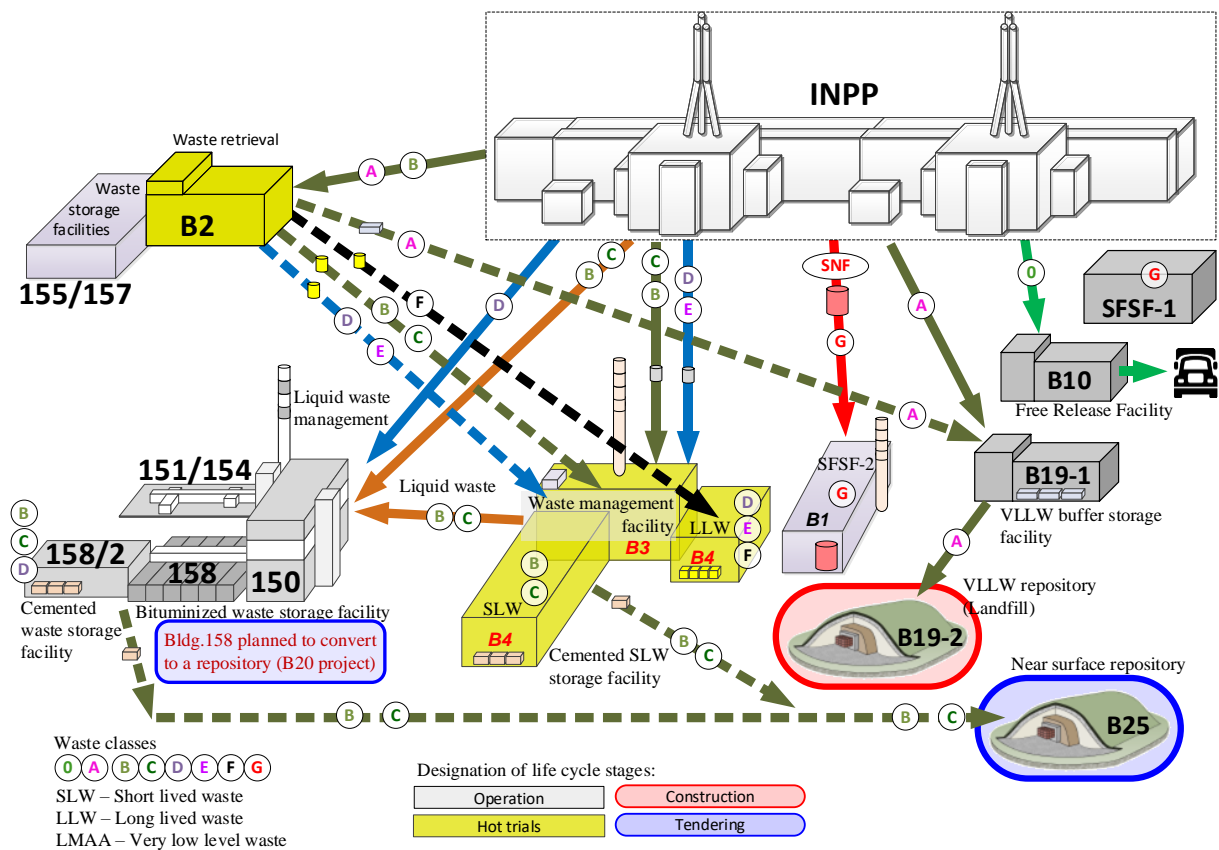 INPP
Waste retrieval
Waste
storage
facilities
B2
155/157
A
B
A
F
D
E
B
C
D
B
C
C
B
D
E
SNF
G
A
0
G
SFSF-1
B10
Free Release Facility
A
Liquid waste
management
151/154
Liquid waste
B
C
Waste management
facility
B3
LLW
B4
D
E
F
SFSF-2
G
B1
B19-1
VLLW buffer storage
facility
A
B
C
D
158/2
158
150
Cemented
waste storage
facility
Bituminized waste storage facility
Bldg.158 planned to convert
to a repository (B20 project)
B
C
SLW
B4
Cemented SLW
storage facility
B
C
VLLW repository
(Landfill)
B19-2
Near surface repository
B25
B
C
B
C
Waste classes
0 A B C D E F G
SLW – Short lived waste
LLW – Long lived waste
LMAA – Very low level waste
Designation of life cycle stages:
Operation
Construction
Hot trials
Tendering